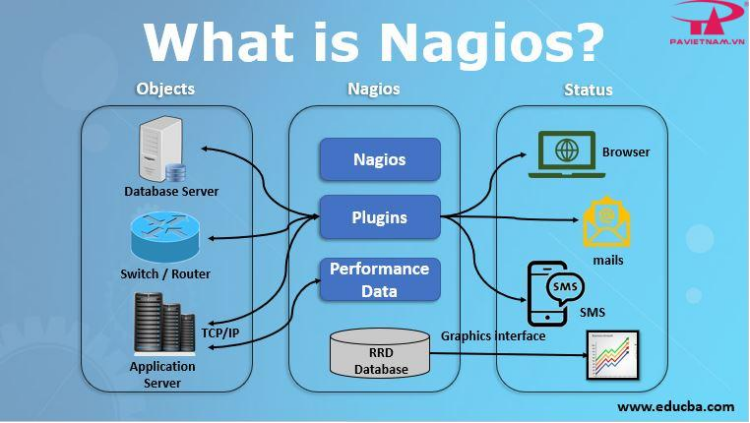 What is Nagios?
PAVIETNAM.VN
Objects
Nagios
Status
Database Server
Switch / Router
TCP/IP
Application
Server
Nagios
Plugins
Performance
Data
RRD
Database
Graphics interface
Browser
mails
SMS
SMS
www.educba.com